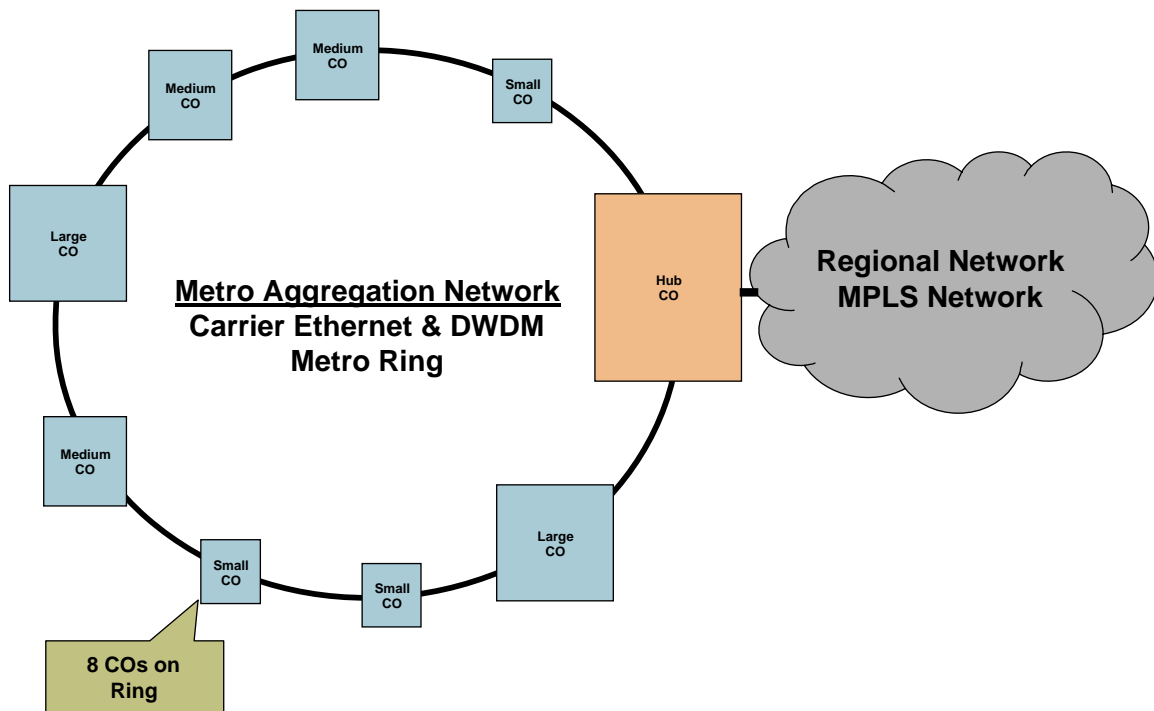 Medium
CO
Medium
CO
Small
CO
Large
CO
Hub
CO
Regional Network
MPLS Network
Metro Aggregation Network
Carrier Ethernet & DWDM
Metro Ring
Medium
CO
Large
CO
Small
CO
Small
CO
8 COs on
Ring